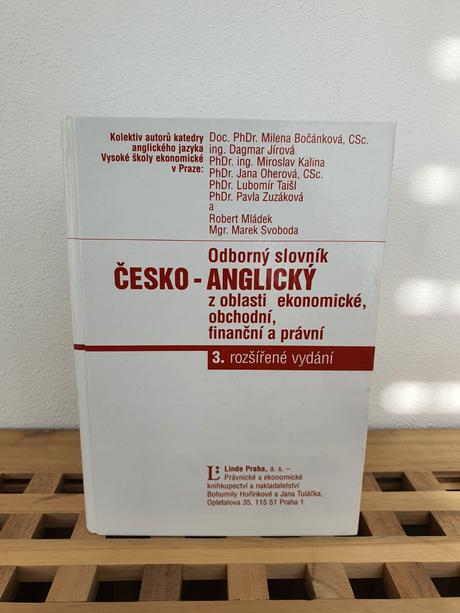 Kolektiv autorů katedry
anglického jazyka
Vysoké školy ekonomické
v Praze:
Doc. PhDr. Milena Bočánková, CSc.
ing. Dagmar Jírová
PhDr. ing. Miroslav Kalina
PhDr. Jana Oherová, CSc.
PhDr. Lubomír Taišl
PhDr. Pavla Zuzáková
a
Robert Mládek
Mgr. Marek Svoboda
Odborný slovník
ČESKO - ANGLICKÝ
z oblasti ekonomické,
obchodní,
finanční a právní
3. rozšířené vydání
Linde Praha, a. s. –
Právnické a ekonomické
knihkupectví a nakladatelství
Bohumily Hořínkové a Jana Tuláčka,
Opletalova 35, 115 51 Praha 1